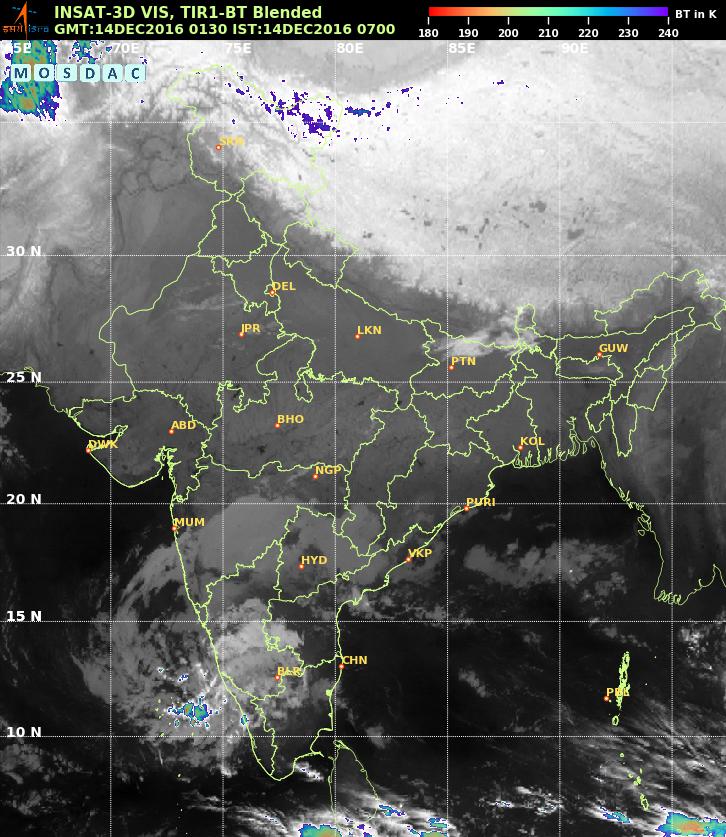 INSAT-3D VIS, TIR1-BT Blended
GMT:14DEC2016 0130 IST:14DEC2016 0700
BT in K
180 190 200 210 220 230 240
70E 75E 80E 85E 90E
MOSDAC
SRN
30 N
DEL
JPR
LKN
GUW
PTN
25 N
ABD
BHO
DWK
KOL
NGP
20 N
PURI
MUM
VKP
HYD
15 N
CHN
BLR
10 N